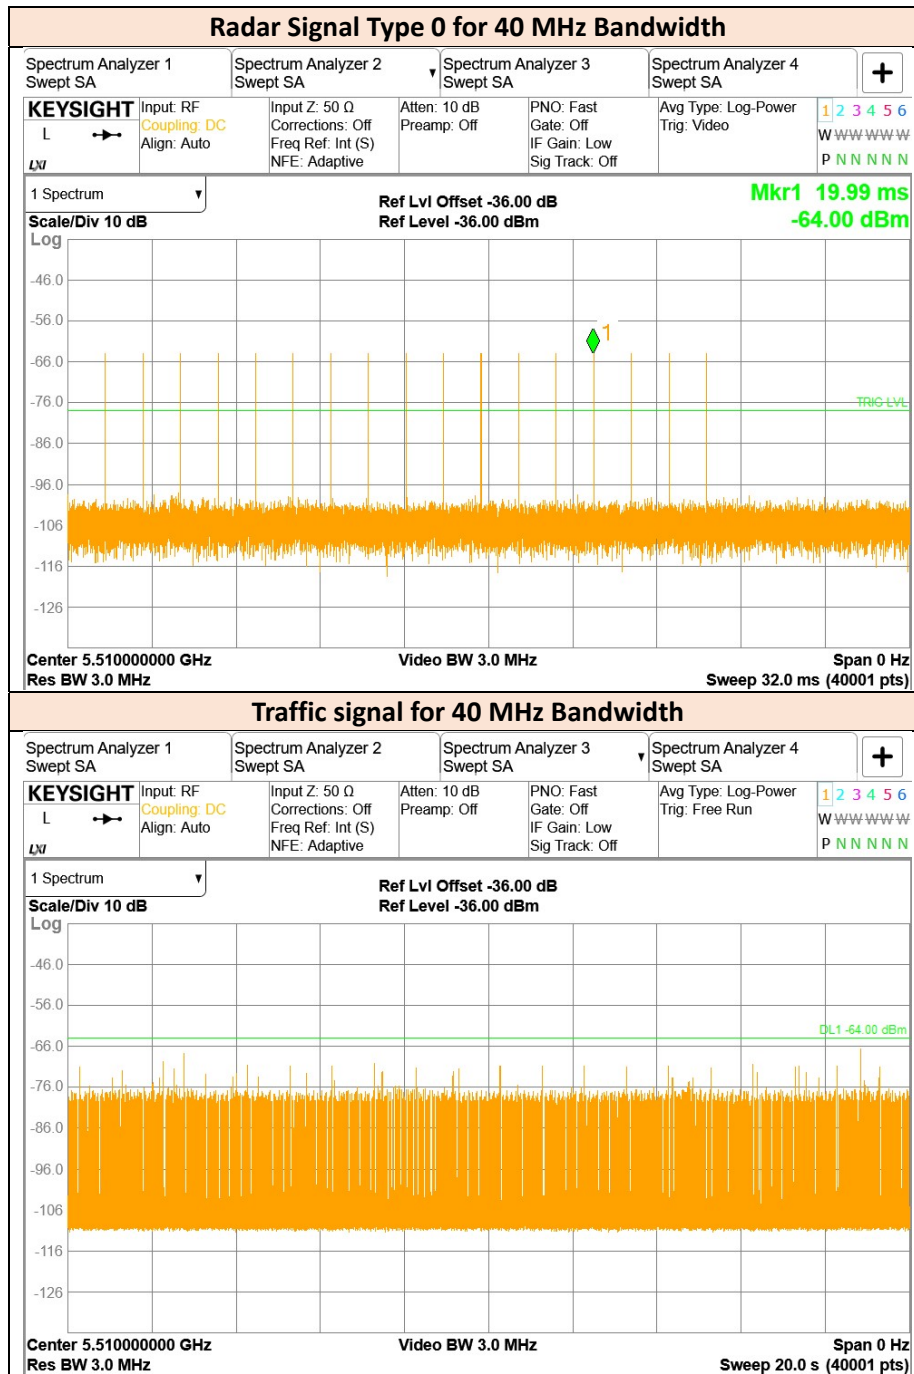 Radar Signal Type 0 for 40 MHz Bandwidth
Spectrum Analyzer 1
Swept SA
Spectrum Analyzer 2
Swept SA
Spectrum Analyzer 3
Swept SA
Spectrum Analyzer 4
Swept SA
+
KEYSIGHT
L
LXI
Input: RF
Coupling: DC
Align: Auto
Input Z: 50 Ω
Corrections: Off
Freq Ref: Int (S)
NFE: Adaptive
Atten: 10 dB
Preamp: Off
PNO: Fast
Gate: Off
IF Gain: Low
Sig Track: Off
Avg Type: Log-Power
Trig: Video
1 2 3 4 5 6
W W W W W W
P N N N N N
1 Spectrum
Scale/Div 10 dB
Ref Lvl Offset -36.00 dB
Ref Level -36.00 dBm
Mkr1 19.99 ms
-64.00 dBm
Log
-46.0
-56.0
1
-66.0
-76.0
TRIG LVL
-86.0
-96.0
-106
-116
-126
Center 5.510000000 GHz
Video BW 3.0 MHz
Span 0 Hz
Res BW 3.0 MHz
Sweep 32.0 ms (40001 pts)
Traffic signal for 40 MHz Bandwidth
Spectrum Analyzer 1
Swept SA
Spectrum Analyzer 2
Swept SA
Spectrum Analyzer 3
Swept SA
Spectrum Analyzer 4
Swept SA
+
KEYSIGHT
L
LXI
Input: RF
Coupling: DC
Align: Auto
Input Z: 50 Ω
Corrections: Off
Freq Ref: Int (S)
NFE: Adaptive
Atten: 10 dB
Preamp: Off
PNO: Fast
Gate: Off
IF Gain: Low
Sig Track: Off
Avg Type: Log-Power
Trig: Free Run
1 2 3 4 5 6
W W W W W W
P N N N N N
1 Spectrum
Scale/Div 10 dB
Ref Lvl Offset -36.00 dB
Ref Level -36.00 dBm
Log
-46.0
-56.0
DL1 -64.00 dBm
-66.0
-76.0
-86.0
-96.0
-106
-116
-126
Center 5.510000000 GHz
Video BW 3.0 MHz
Span 0 Hz
Res BW 3.0 MHz
Sweep 20.0 s (40001 pts)